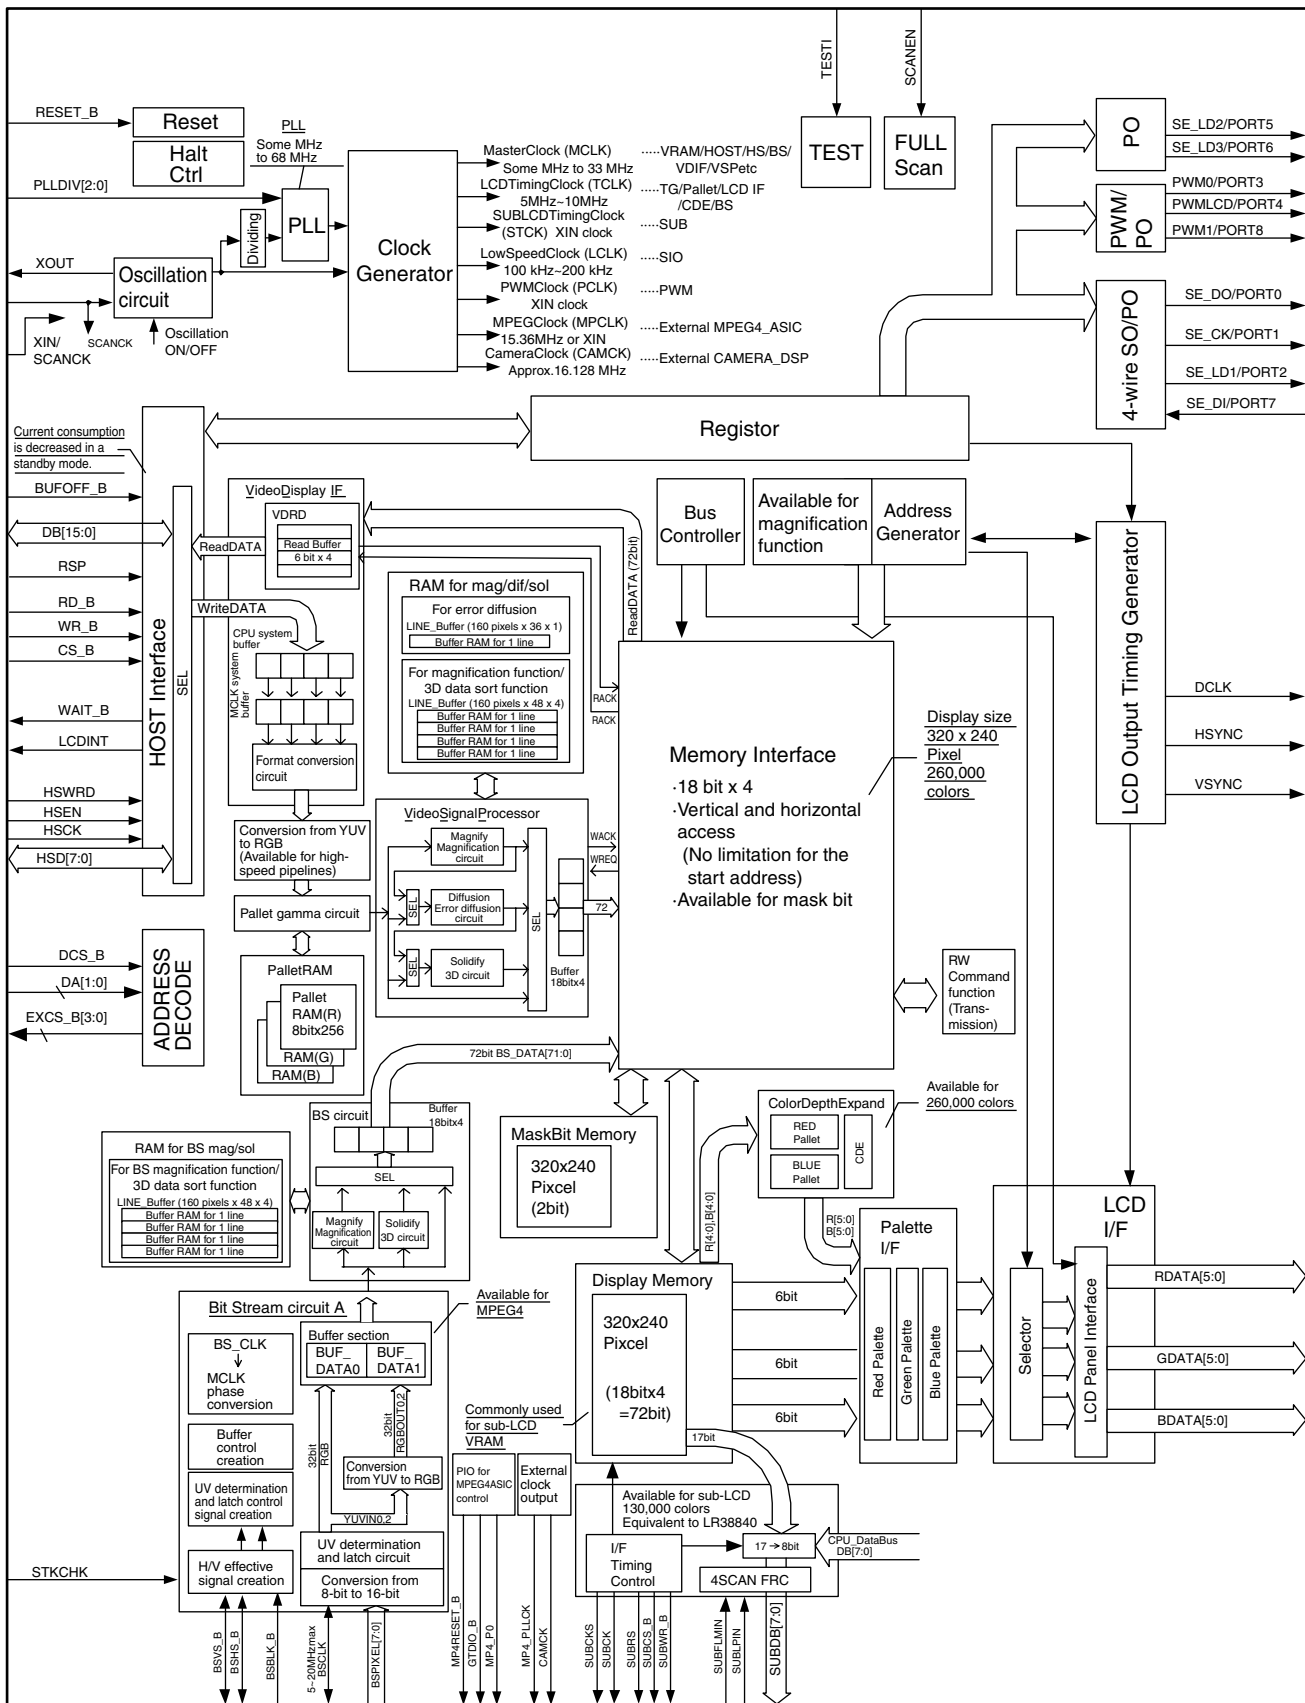 TESTI
SCANEN
RESET_B
Reset
Halt
Ctrl
PLL
Some MHz
to 68 MHz
PLLDIV[2:0]
Dividing
PLL
XOUT
Oscillation
circuit
XIN/
SCANCK
SCANCK
Oscillation
ON/OFF
Clock
Generator
MasterClock (MCLK) ·····VRAM/HOST/HS/BS/
Some MHz to 33 MHz VDIF/VSPetc
LCDTimingClock (TCLK) ·····TG/Pallet/LCD IF
5MHz~10MHz /CDE/BS
SUBLCDTimingClock
(STCK) XIN clock ·····SUB
LowSpeedClock (LCLK) ·····SIO
100 kHz~200 kHz
PWMClock (PCLK) ·····PWM
XIN clock
MPEGClock (MPCLK) ·····External MPEG4_ASIC
15.36MHz or XIN
CameraClock (CAMCK) ·····External CAMERA_DSP
Approx.16.128 MHz
TEST
FULL
Scan
PO
SE_LD2/PORT5
SE_LD3/PORT6
PWM/
PO
PWM0/PORT3
PWMLCD/PORT4
PWM1/PORT8
4-wire SO/PO
SE_DO/PORT0
SE_CK/PORT1
SE_LD1/PORT2
SE_DI/PORT7
Registor
Current consumption
is decreased in a
standby mode.
BUFOFF_B
DB[15:0]
RSP
RD_B
WR_B
CS_B
WAIT_B
LCDINT
HSWRD
HSEN
HSCK
HSD[7:0]
HOST Interface
SEL
VideoDisplay IF
VDRD
Read Buffer
6 bit x 4
ReadDATA
WriteDATA
CPU system
buffer
MCLK system
buffer
Format conversion
circuit
Conversion from YUV
to RGB
(Available for high-
speed pipelines)
Pallet gamma circuit
PalletRAM
Pallet
RAM(R)
8bitx256
RAM(G)
RAM(B)
DCS_B
DA[1:0]
EXCS_B[3:0]
ADDRESS
DECODE
RAM for mag/dif/sol
For error diffusion
LINE_Buffer (160 pixels x 36 x 1)
Buffer RAM for 1 line
For magnification function/
3D data sort function
LINE_Buffer (160 pixels x 48 x 4)
Buffer RAM for 1 line
Buffer RAM for 1 line
Buffer RAM for 1 line
Buffer RAM for 1 line
VideoSignalProcessor
Magnify
Magnification
circuit
SEL
Diffusion
Error diffusion
circuit
SEL
Solidify
3D circuit
SEL
Buffer
18bitx4
WACK
WREQ
72
ReadDATA (72bit)
RACK
RACK
Bus
Controller
Available for
magnification
function
Address
Generator
Memory Interface
·18 bit x 4
·Vertical and horizontal
access
(No limitation for the
start address)
·Available for mask bit
Display size
320 x 240
Pixel
260,000
colors
LCD Output Timing Generator
DCLK
HSYNC
VSYNC
RW
Command
function
(Trans-
mission)
72bit BS_DATA[71:0]
BS circuit
Buffer
18bitx4
SEL
Magnify
Magnification
circuit
Solidify
3D circuit
RAM for BS mag/sol
For BS magnification function/
3D data sort function
LINE_Buffer (160 pixels x 48 x 4)
Buffer RAM for 1 line
Buffer RAM for 1 line
Buffer RAM for 1 line
Buffer RAM for 1 line
MaskBit Memory
320x240
Pixcel
(2bit)
R[4:0],B[4:0]
ColorDepthExpand
RED
Pallet
BLUE
Pallet
CDE
Available for
260,000 colors
R[5:0]
B[5:0]
Palette
I/F
Red Palette
Green Palette
Blue Palette
LCD
I/F
Selector
LCD Panel Interface
RDATA[5:0]
GDATA[5:0]
BDATA[5:0]
Display Memory
320x240
Pixcel
(18bitx4
=72bit)
6bit
6bit
6bit
17bit
Commonly used
for sub-LCD
VRAM
Bit Stream circuit A
Available for
MPEG4
BS_CLK
MCLK
phase
conversion
Buffer
control
creation
UV determination
and latch control
signal creation
H/V effective
signal creation
Buffer section
BUF_
DATA0
BUF_
DATA1
32bit
RGB
32bit
RGBOUT0,2
Conversion
from YUV to RGB
YUVIN0,2
UV determination
and latch circuit
Conversion from
8-bit to 16-bit
STKCHK
BSVS_B
BSHS_B
BSBLK_B
5~20MHzmax
BSCLK
BSPIXEL[7:0]
PIO for
MPEG4ASIC
control
External
clock
output
MP4RESET_B
GTDIO_B
MP4_P0
MP4_PLLCK
CAMCK
Available for sub-LCD
130,000 colors
Equivalent to LR38840
I/F
Timing
Control
17→8bit
4SCAN FRC
CPU_DataBus
DB[7:0]
SUBCKS
SUBCK
SUBRS
SUBCS_B
SUBWR_B
SUBFLMIN
SUBLPIN
SUBDB[7:0]